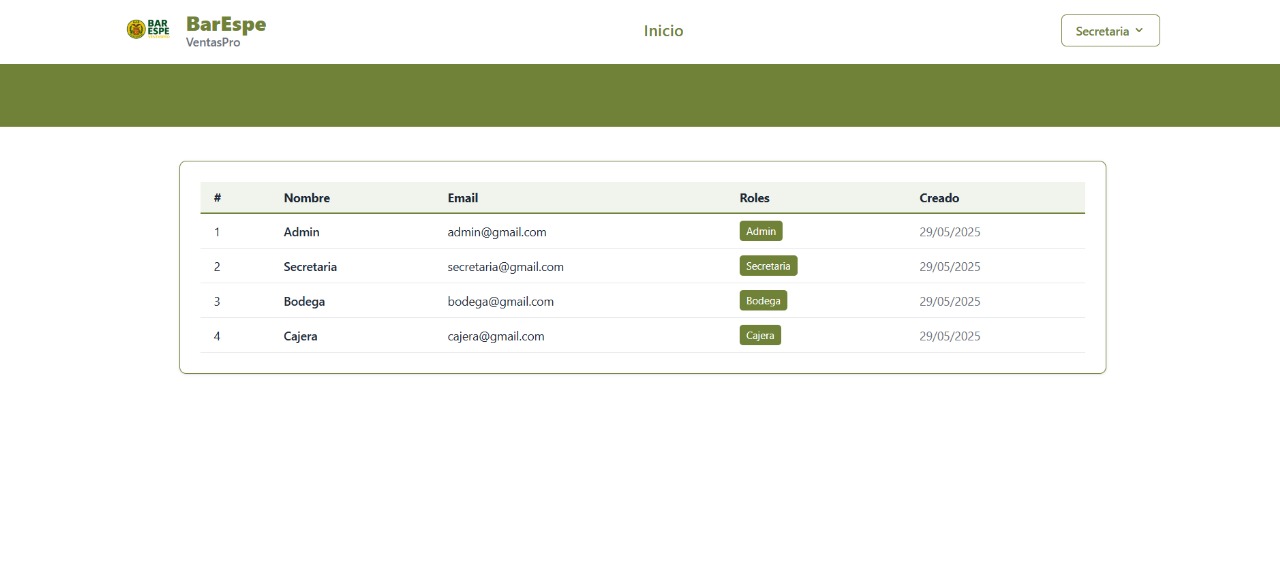 BAR
ESPE
BarEspe
VentasPro
Inicio
Secretaria
# Nombre Email Roles Creado
1 Admin admin@gmail.com Admin 29/05/2025
2 Secretaria secretaria@gmail.com Secretaria 29/05/2025
3 Bodega bodega@gmail.com Bodega 29/05/2025
4 Cajera cajera@gmail.com Cajera 29/05/2025